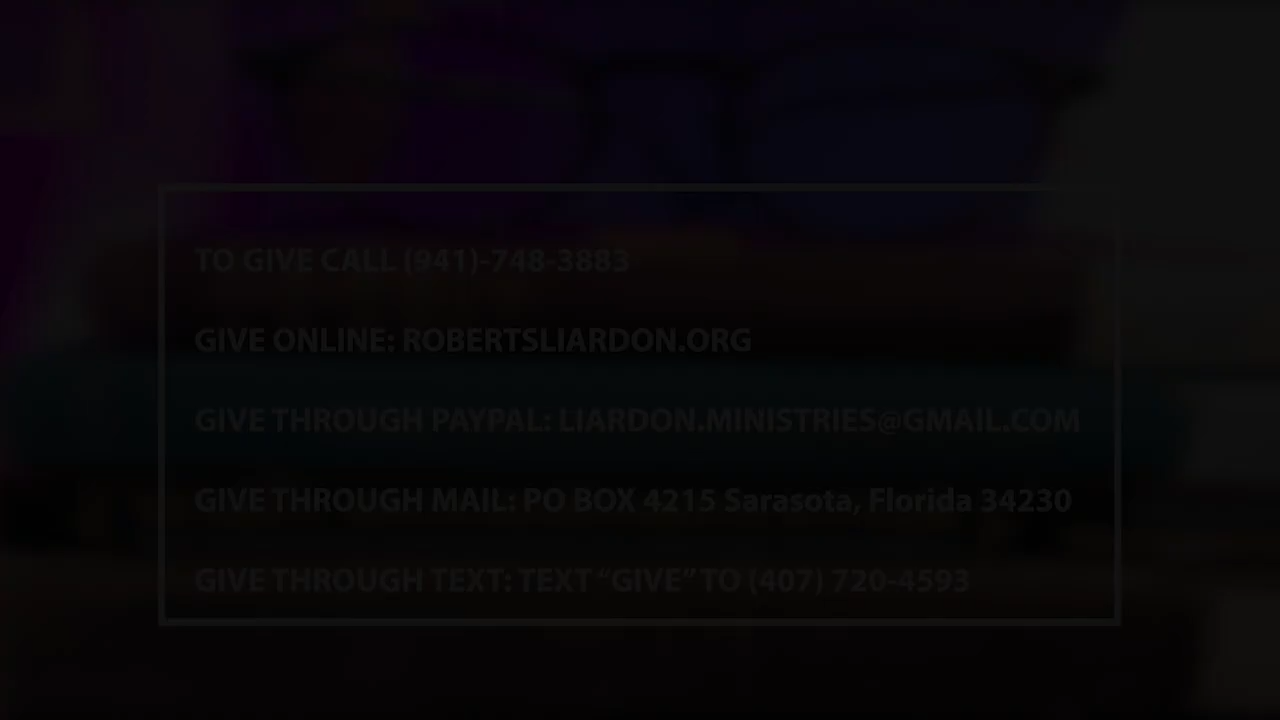 TO GIVE CALL (941)-748-3883
GIVE ONLINE: ROBERTSLIARDON.ORG
GIVE THROUGH PAYPAL: LIARDON.MINISTRIES@GMAIL.COM
GIVE THROUGH MAIL: PO BOX 4215 Sarasota, Florida 34230
GIVE THROUGH TEXT: TEXT “GIVE” TO (407) 720-4593